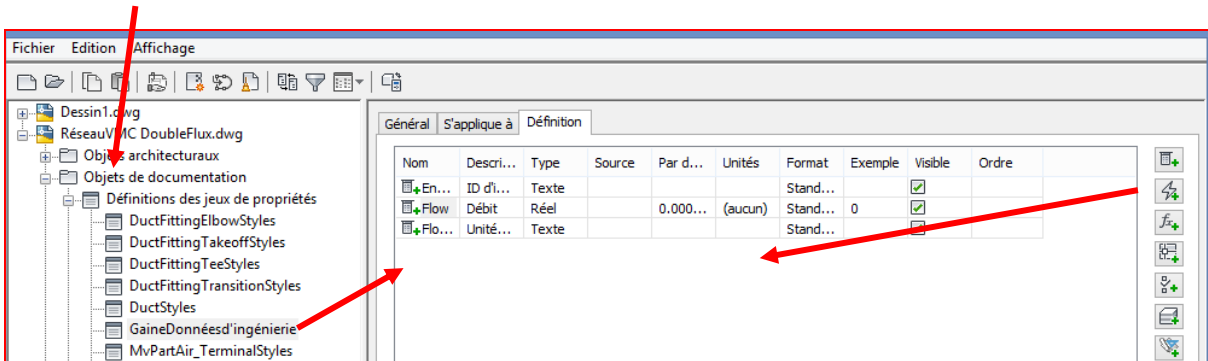 Fichier Edition Affichage
Dessin1.dwg
RéseauVMC DoubleFlux.dwg
Objets architecturaux
Objets de documentation
Définitions des jeux de propriétés
DuctFittingElbowStyles
DuctFittingTakeoffStyles
DuctFittingTeeStyles
DuctFittingTransitionStyles
DuctStyles
GaineDonnéesd'ingénierie
MvPartAir_TerminalStyles
Général S'applique à Définition
Nom Descri... Type Source Par d... Unités Format Exemple Visible Ordre
En... ID d'i... Texte Stand...
Flow Débit Réel 0.000... (aucun) Stand... 0
Flo... Unité... Texte Stand...